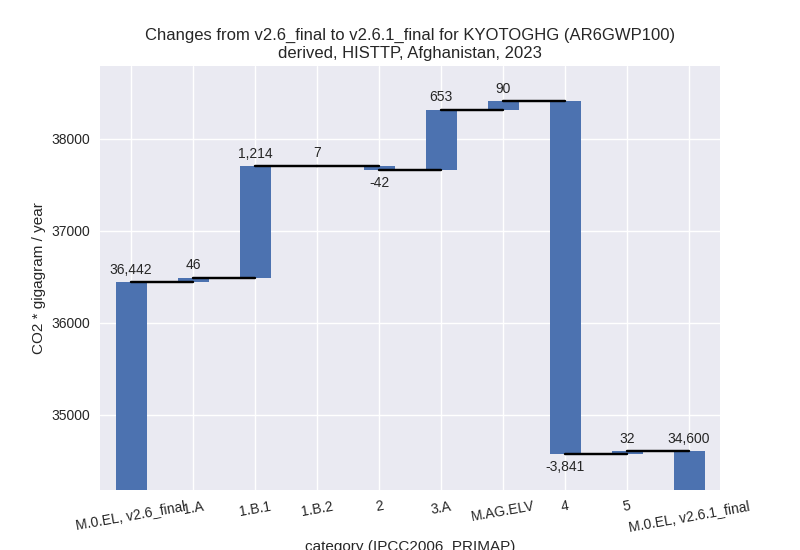 Changes from v2.6_final to v2.6.1_final for KYOTOGHG (AR6GWP100)
derived, HISTTP, Afghanistan, 2023
CO2 * gigagram / year
38000
37000
36000
35000
36,442
46
1,214
7
-42
653
90
-3,841
32
34,600
M.0.EL, v2.6_final
1.A
1.B.1
1.B.2
2
3.A
M.AG.ELV
4
5
M.0.EL, v2.6.1_final
category (IPCC2006_PRIMAP)